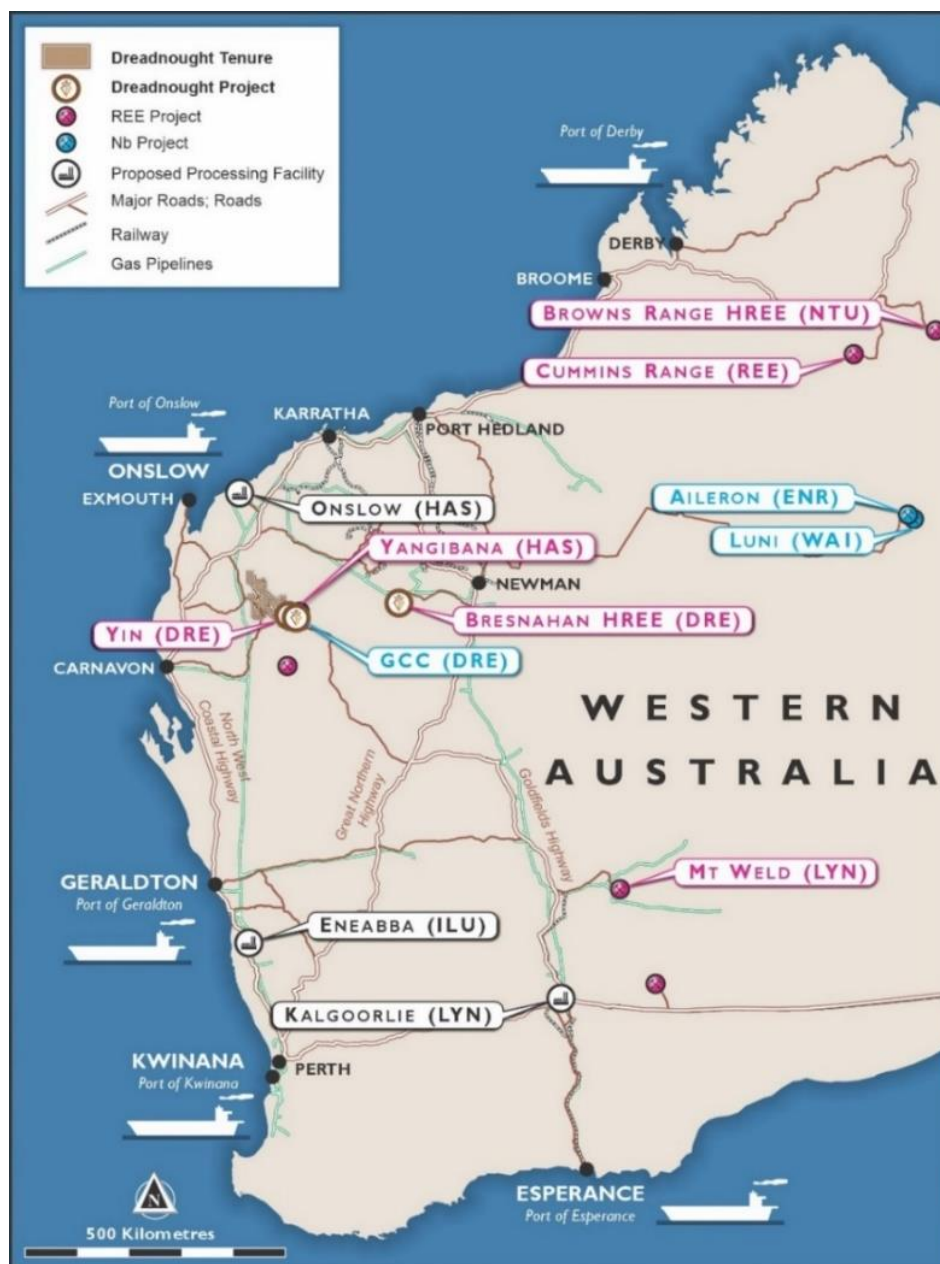 Dreadnought Tenure
Dreadnought Project
REE Project
Nb Project
Proposed Processing Facility
Major Roads; Roads
Railway
Gas Pipelines
Port of Derby
DERBY
BROOME
BROWNS RANGE HREE (NTU)
CUMMINS RANGE (REE)
Port of Onslow
KARRATHA
PORT HEDLAND
ONSLOW
EXMOUTH
ONSLOW (HAS)
AILERON (ENR)
LUNI (WAI)
YANGIBANA (HAS)
NEWMAN
YIN (DRE)
BRESNAHAN HREE (DRE)
GCC (DRE)
CARNAVON
WESTERN
AUSTRALIA
North West
Coastal Highway
Great Northern
Highway
Goldfields Highway
MT WELD (LYN)
GERALDTON
Port of Geraldton
ENEABBA (ILU)
KALGOORLIE (LYN)
KWINANA
Port of Kwinana
PERTH
ESPERANCE
Port of Esperance
N
500 Kilometres